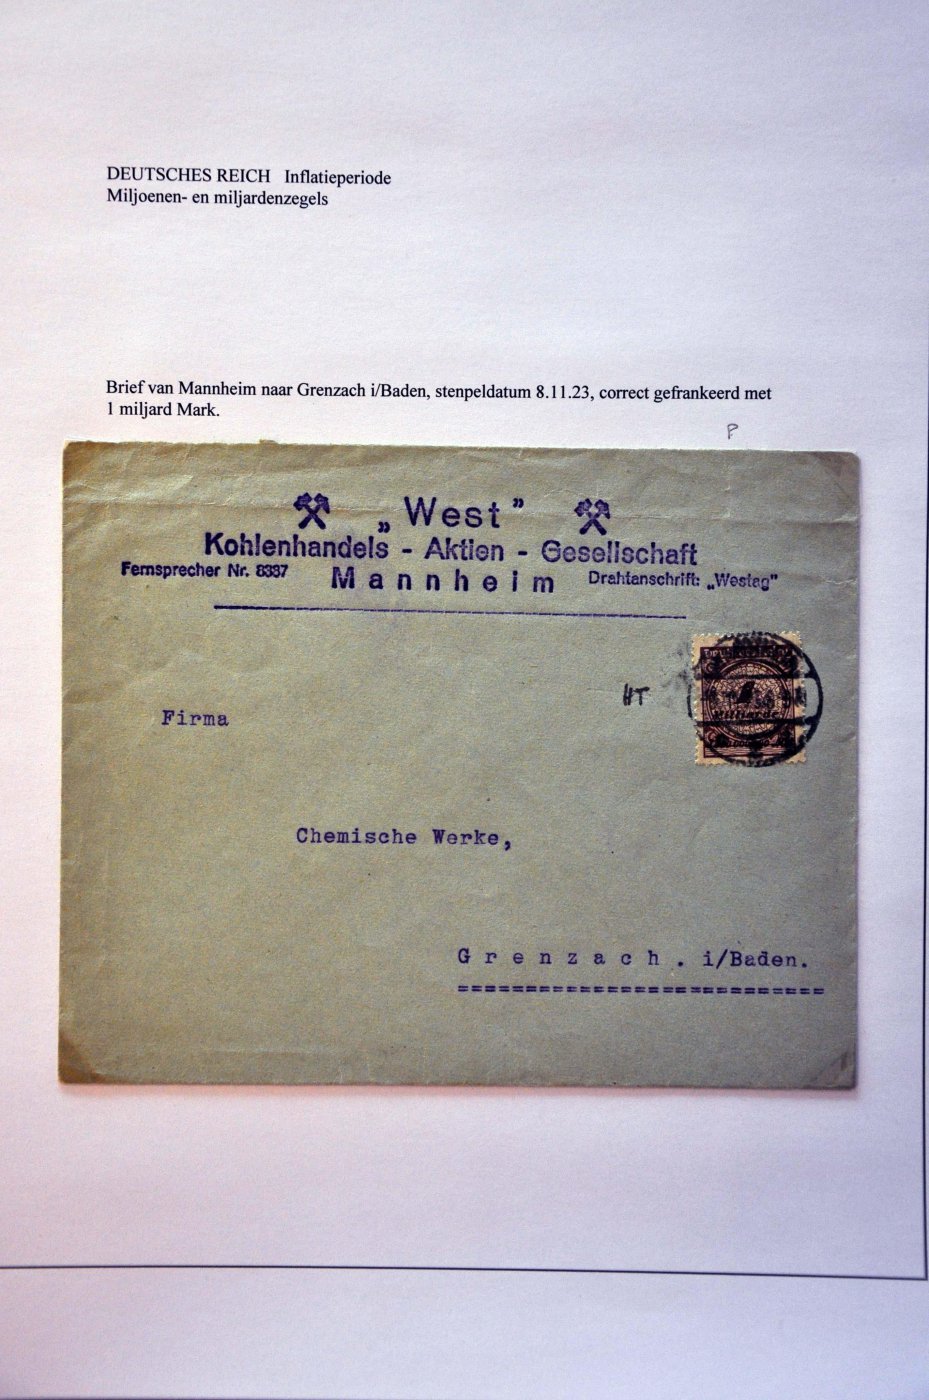 DEUTSCHES REICH Inflatieperiode
Miljoenen- en miljardenzegels
Brief van Mannheim naar Grenzach i/Baden, stenpeldatum 8.11.23, correct gefrankeerd met
1 miljard Mark.
P
„West"
Kohlenhandels - Aktien - Gesellschaft
Fernsprecher Nr. 8337 Mannheim Drahtanschrift: „Westag"
HT
1
Milliarde
Firma
Chemische Werke,
Grenzach. i/Baden.